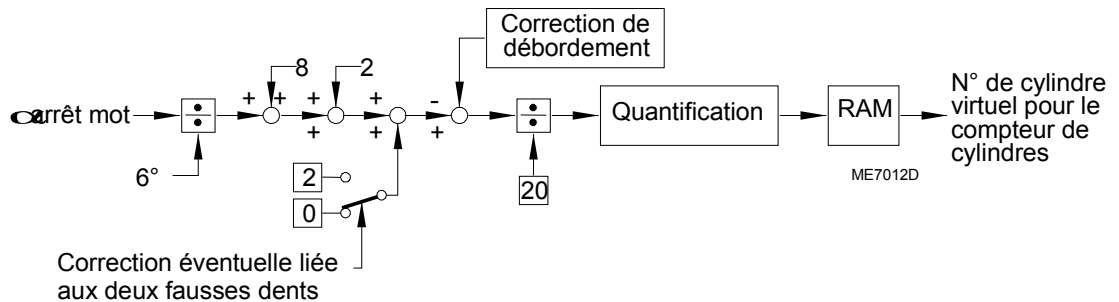 Correction de
débordement
8
2
N° de cylindre
virtuel pour le
compteur de
cylindres
+ + + + -
αarrêt mot
÷
÷
Quantification
RAM
+ + +
ME7012D
6°
2
20
0
Correction éventuelle liée
aux deux fausses dents